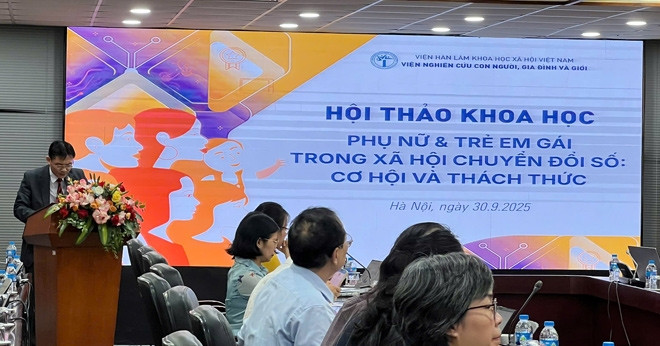 VIỆN HÀN LÂM KHOA HỌC XÃ HỘI VIỆT NAM
VIỆN NGHIÊN CỨU CON NGƯỜI, GIA ĐÌNH VÀ GIỚI
HỘI THẢO KHOA HỌC
PHỤ NỮ & TRẺ EM GÁI
TRONG XÃ HỘI CHUYỂN ĐỔI SỐ:
CƠ HỘI VÀ THÁCH THỨC
Hà Nội, ngày 30.9.2025